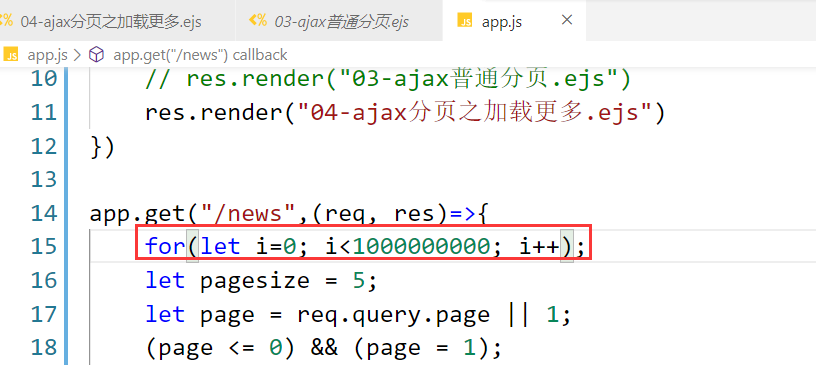 04-ajax分页之加载更多.ejs 03-ajax普通分页.ejs JS app.js ×
JS app.js > app.get("/news") callback
10 // res.render("03-ajax普通分页.ejs")
11 res.render("04-ajax分页之加载更多.ejs")
12 })
13
14 app.get("/news",(req, res)=>{
15 for(let i=0; i<1000000000; i++);
16 let pagesize = 5;
17 let page = req.query.page || 1;
18 (page <= 0) && (page = 1);